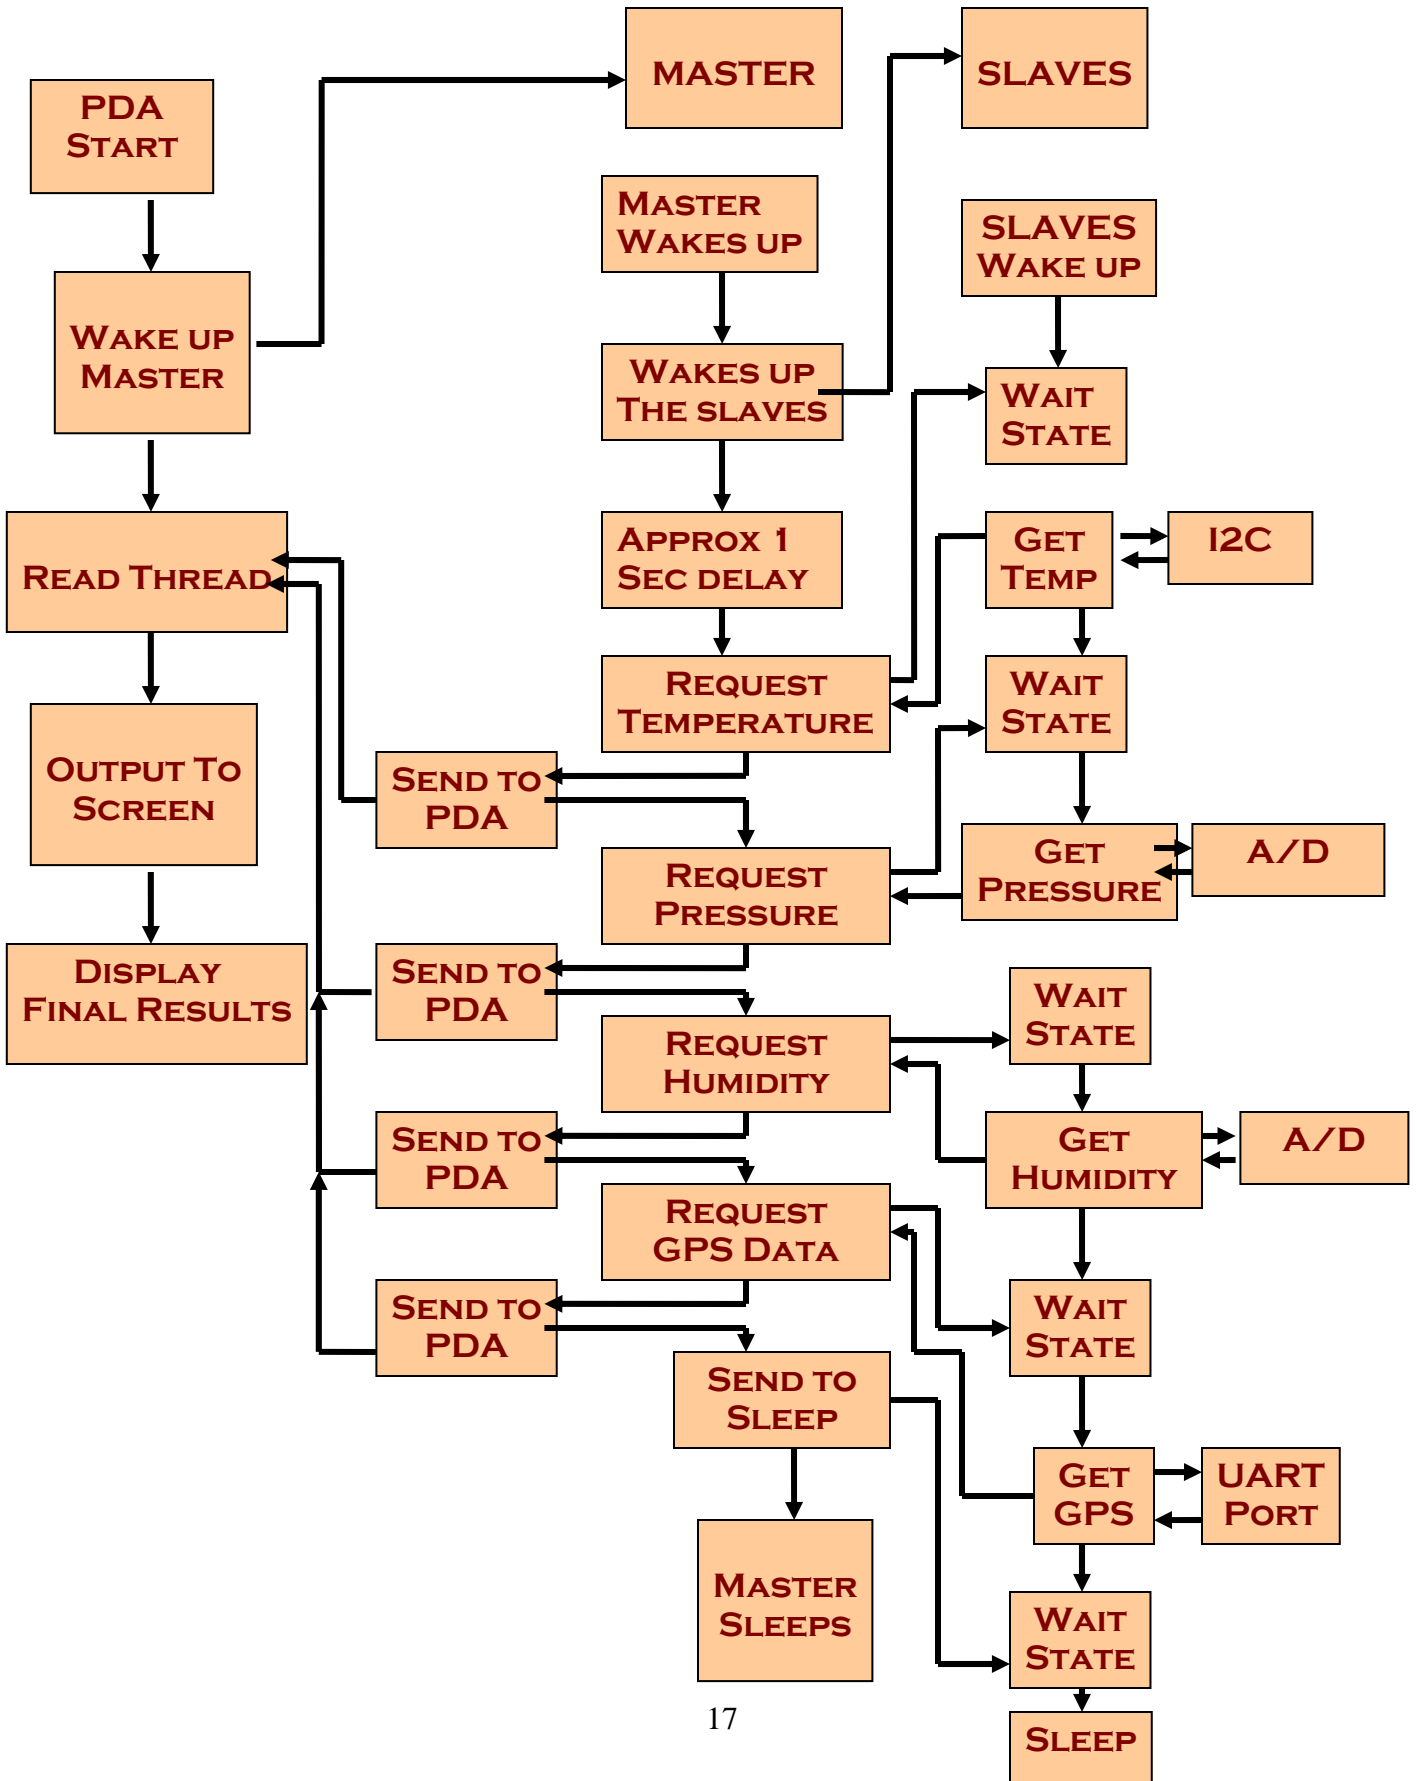 MASTER
SLAVES
PDA
START
MASTER
WAKES UP
SLAVES
WAKE UP
WAKE UP
MASTER
WAKES UP
THE SLAVES
WAIT
STATE
READ THREAD
APPROX 1
SEC DELAY
GET
TEMP
I2C
REQUEST
TEMPERATURE
WAIT
STATE
OUTPUT TO
SCREEN
SEND TO
PDA
REQUEST
PRESSURE
GET
PRESSURE
A/D
DISPLAY
FINAL RESULTS
SEND TO
PDA
REQUEST
HUMIDITY
WAIT
STATE
SEND TO
PDA
GET
HUMIDITY
A/D
REQUEST
GPS DATA
SEND TO
PDA
WAIT
STATE
SEND TO
SLEEP
GET
GPS
UART
PORT
MASTER
SLEEPS
WAIT
STATE
SLEEP
17